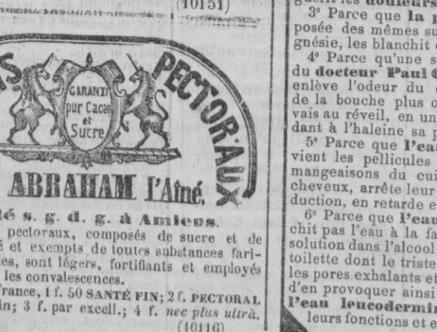 (10151)
PECTORAUX
GARANTI
pur Cacao
et
Sucre
ABRAHAM l'Aîné.
s. g. d. g. à Amiens.
pectoraux, composés de sucre et de
et exempts de toutes substances fari-
es, sont légers, fortifiants et employés
les convalescences.
rance, 1 f. 50 SANTÉ FIN; 2 f. PECTORAL
in; 3 f. par excell.; 4 f. nec plus ultrà.
(10116)
3° Parce que la p
posée des mêmes su
gnésie, les blanchit
4° Parce qu'une s
du docteur Paul C
enlève l'odeur du c
de la bouche plus o
vais au réveil, en un
dant à l'haleine sa p
5° Parce que l'ea
vient les pellicules
mangeaisons du cui
cheveux, arrête leur
duction, en retarde e
6° Parce que l'eau
chit pas l'eau à la fa
solution dans l'alcool
toilette dont le triste
les pores exhalants et
d'en provoquer ainsi
l'eau leucodermin
leurs fonctions et e